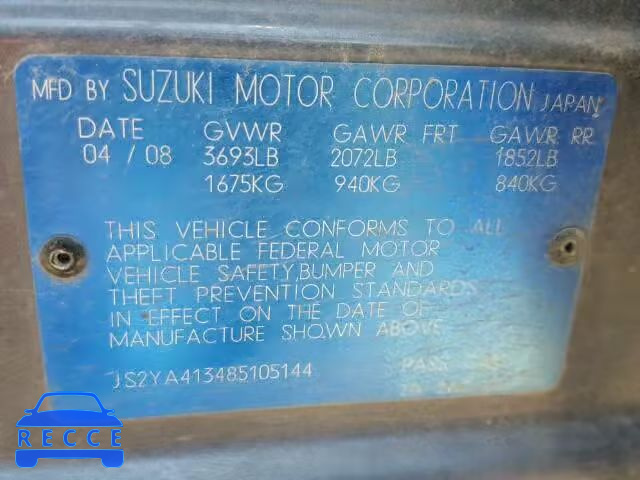 MFD BY SUZUKI MOTOR CORPORATION, JAPAN
DATE GVWR GAWR FRT GAWR RR
04 / 08 3693LB 2072LB 1852LB
1675KG 940KG 840KG
THIS VEHICLE CONFORMS TO ALL
APPLICABLE FEDERAL MOTOR
VEHICLE SAFETY,BUMPER AND
THEFT PREVENTION STANDARDS
IN EFFECT ON THE DATE OF
MANUFACTURE SHOWN ABOVE
JS2YA413485105144 PASS
RECCE